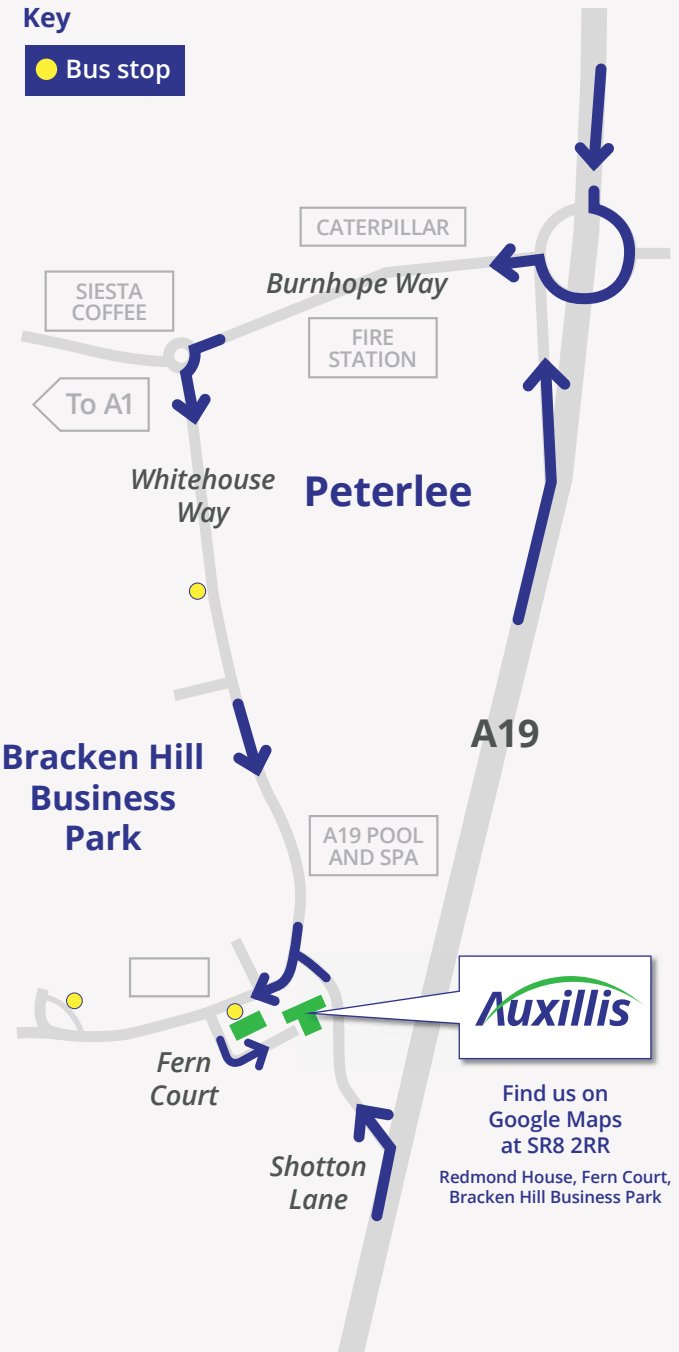 Key
Bus stop
CATERPILLAR
Burnhope Way
SIESTA
COFFEE
FIRE
STATION
To A1
Whitehouse
Way
Peterlee
A19
Bracken Hill
Business
Park
A19 POOL
AND SPA
Auxillis
Fern
Court
Find us on
Google Maps
at SR8 2RR
Shotton
Lane
Redmond House, Fern Court,
Bracken Hill Business Park